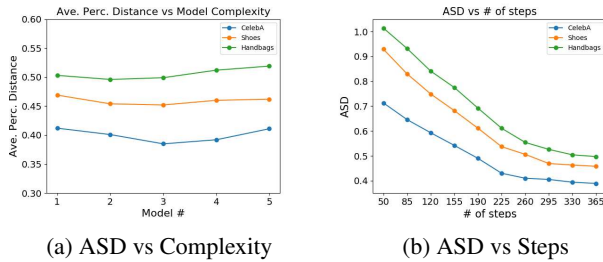 Ave. Perc. Distance vs Model Complexity
0.60
0.55
0.50
0.45
0.40
0.35
0.30
Ave. Perc. Distance
CelebA
Shoes
Handbags
1 2 3 4 5
Model #
(a) ASD vs Complexity
ASD vs # of steps
1.0
0.9
0.8
0.7
0.6
0.5
0.4
ASD
CelebA
Shoes
Handbags
50 85 120 155 190 225 260 295 330 365
# of steps
(b) ASD vs Steps